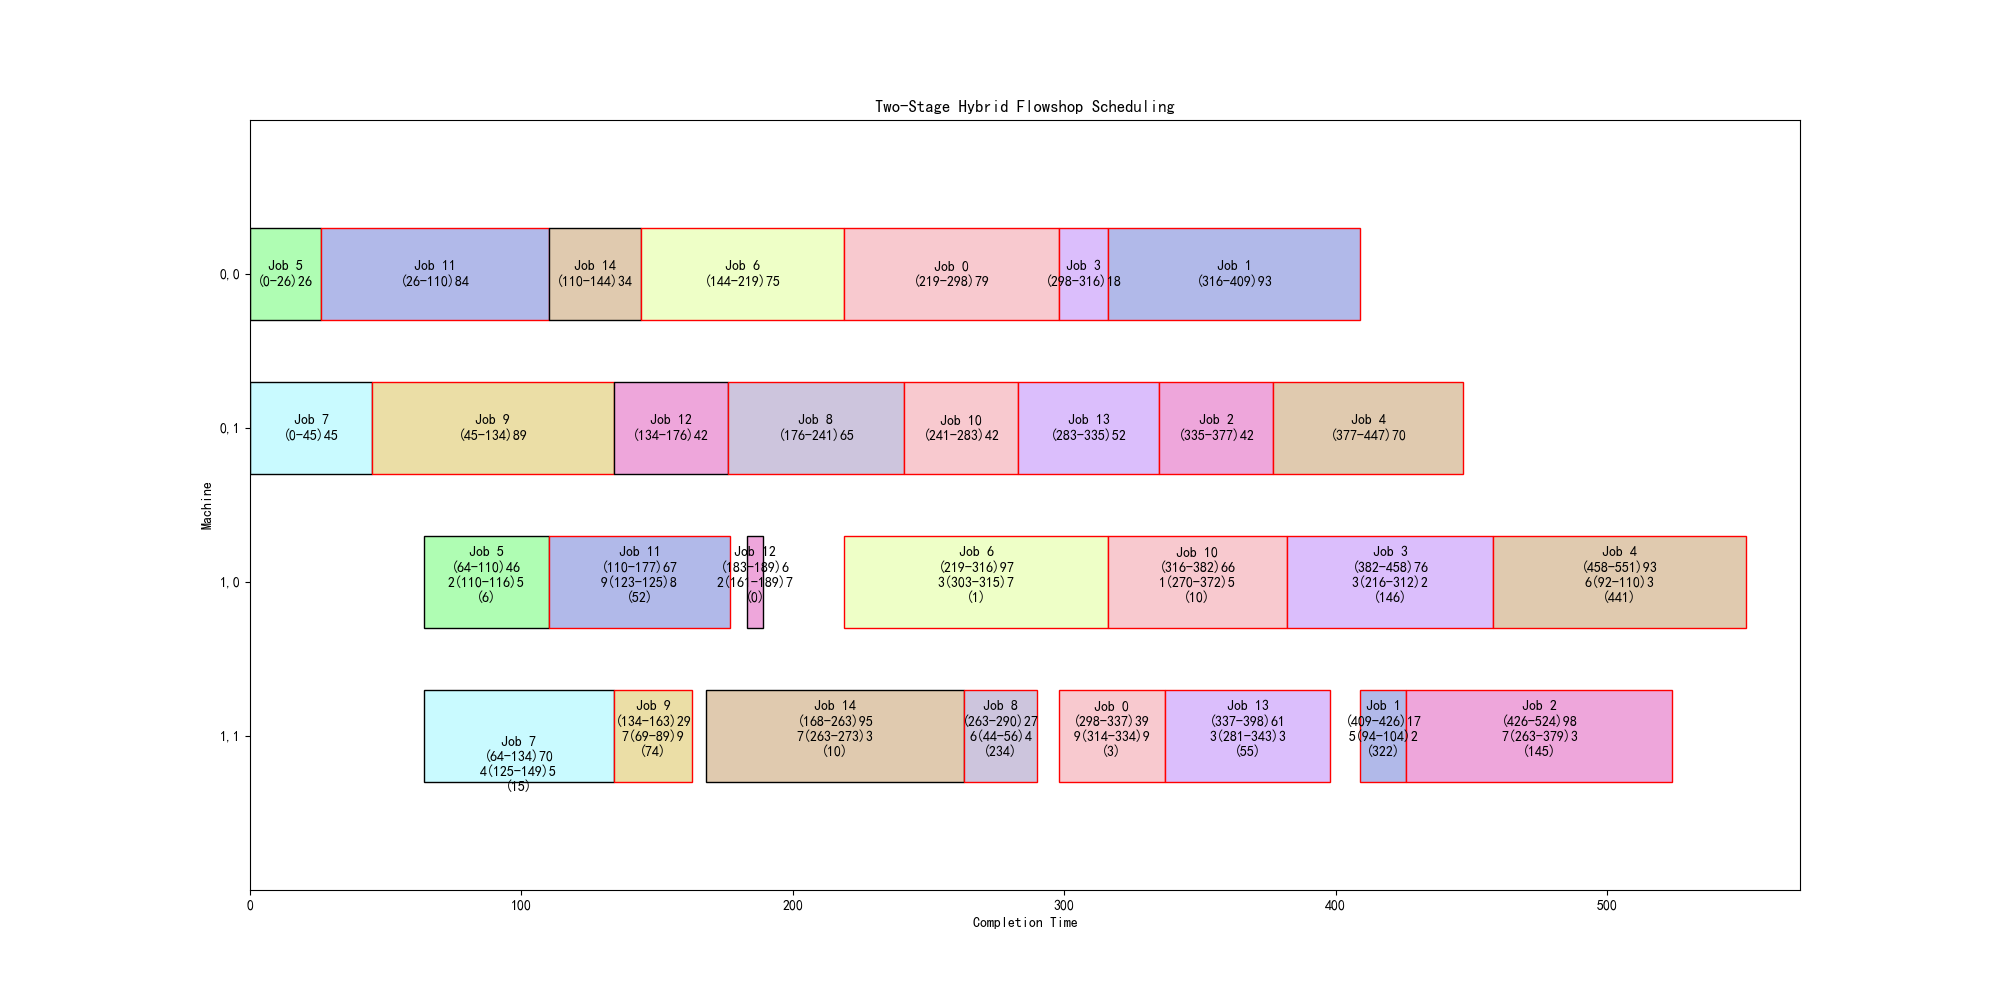 Two-Stage Hybrid Flowshop Scheduling
Machine
0,0
Job 5
(0-26)26
Job 11
(26-110)84
Job 14
(110-144)34
Job 6
(144-219)75
Job 0
(219-298)79
Job 3
(298-316)18
Job 1
(316-409)93
0,1
Job 7
(0-45)45
Job 9
(45-134)89
Job 12
(134-176)42
Job 8
(176-241)65
Job 10
(241-283)42
Job 13
(283-335)52
Job 2
(335-377)42
Job 4
(377-447)70
1,0
Job 5
(64-110)46
2(110-116)5
(6)
Job 11
(110-177)67
9(123-125)8
(52)
Job 12
(183-189)6
2(161-189)7
(0)
Job 6
(219-316)97
3(303-315)7
(1)
Job 10
(316-382)66
1(270-372)5
(10)
Job 3
(382-458)76
3(216-312)2
(146)
Job 4
(458-551)93
6(92-110)3
(441)
1,1
Job 7
(64-134)70
4(125-149)5
(15)
Job 9
(134-163)29
7(69-89)9
(74)
Job 14
(168-263)95
7(263-273)3
(10)
Job 8
(263-290)27
6(44-56)4
(234)
Job 0
(298-337)39
9(314-334)9
(3)
Job 13
(337-398)61
3(281-343)3
(55)
Job 1
(409-426)17
5(94-104)2
(322)
Job 2
(426-524)98
7(263-379)3
(145)
0
100
200
300
400
500
Completion Time